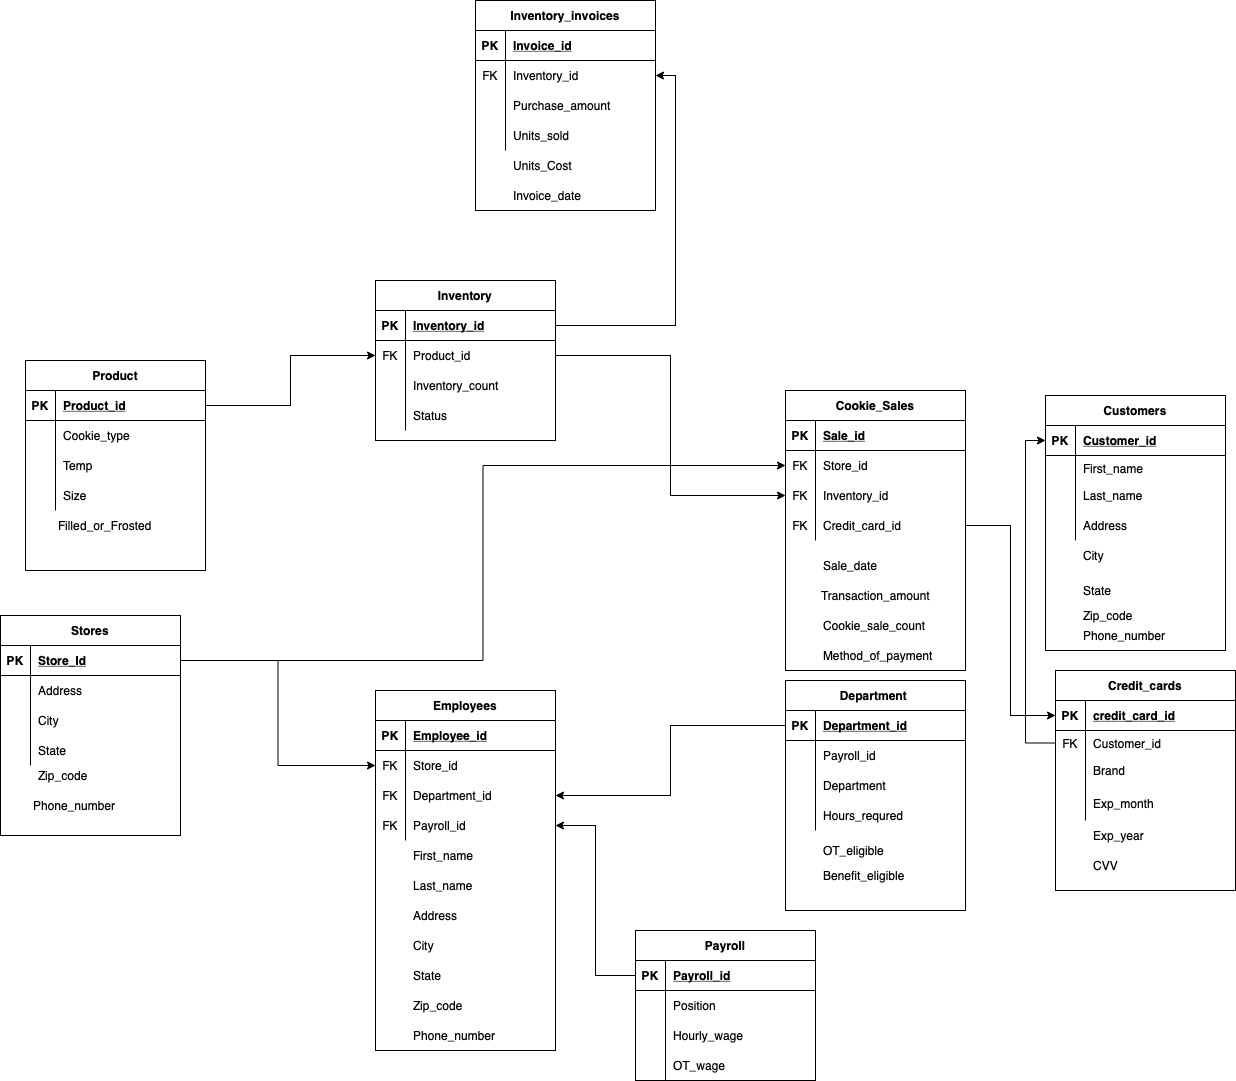 Inventory_invoices
PK Invoice_id
FK Inventory_id
Purchase_amount
Units_sold
Units_Cost
Invoice_date
Inventory
PK Inventory_id
FK Product_id
Inventory_count
Status
Product
PK Product_id
Cookie_type
Temp
Size
Filled_or_Frosted
Cookie_Sales
PK Sale_id
FK Store_id
FK Inventory_id
FK Credit_card_id
Sale_date
Transaction_amount
Cookie_sale_count
Method_of_payment
Customers
PK Customer_id
First_name
Last_name
Address
City
State
Zip_code
Phone_number
Stores
PK Store_Id
Address
City
State
Zip_code
Phone_number
Employees
PK Employee_id
FK Store_id
FK Department_id
FK Payroll_id
First_name
Last_name
Address
City
State
Zip_code
Phone_number
Department
PK Department_id
Payroll_id
Department
Hours_requred
OT_eligible
Benefit_eligible
Credit_cards
PK credit_card_id
FK Customer_id
Brand
Exp_month
Exp_year
CVV
Payroll
PK Payroll_id
Position
Hourly_wage
OT_wage